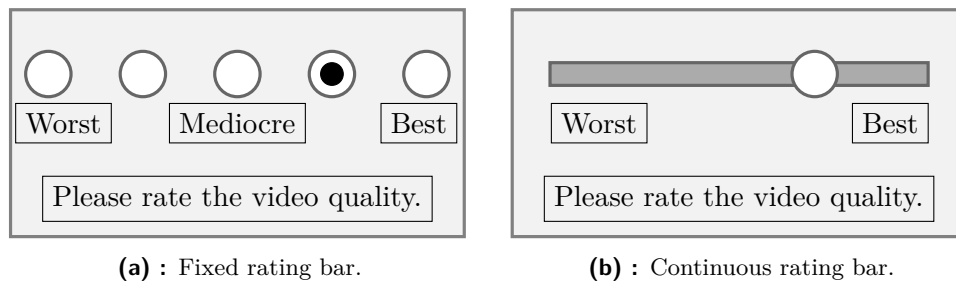 Worst Mediocre Best
Please rate the video quality.
(a) : Fixed rating bar.
Worst Best
Please rate the video quality.
(b) : Continuous rating bar.